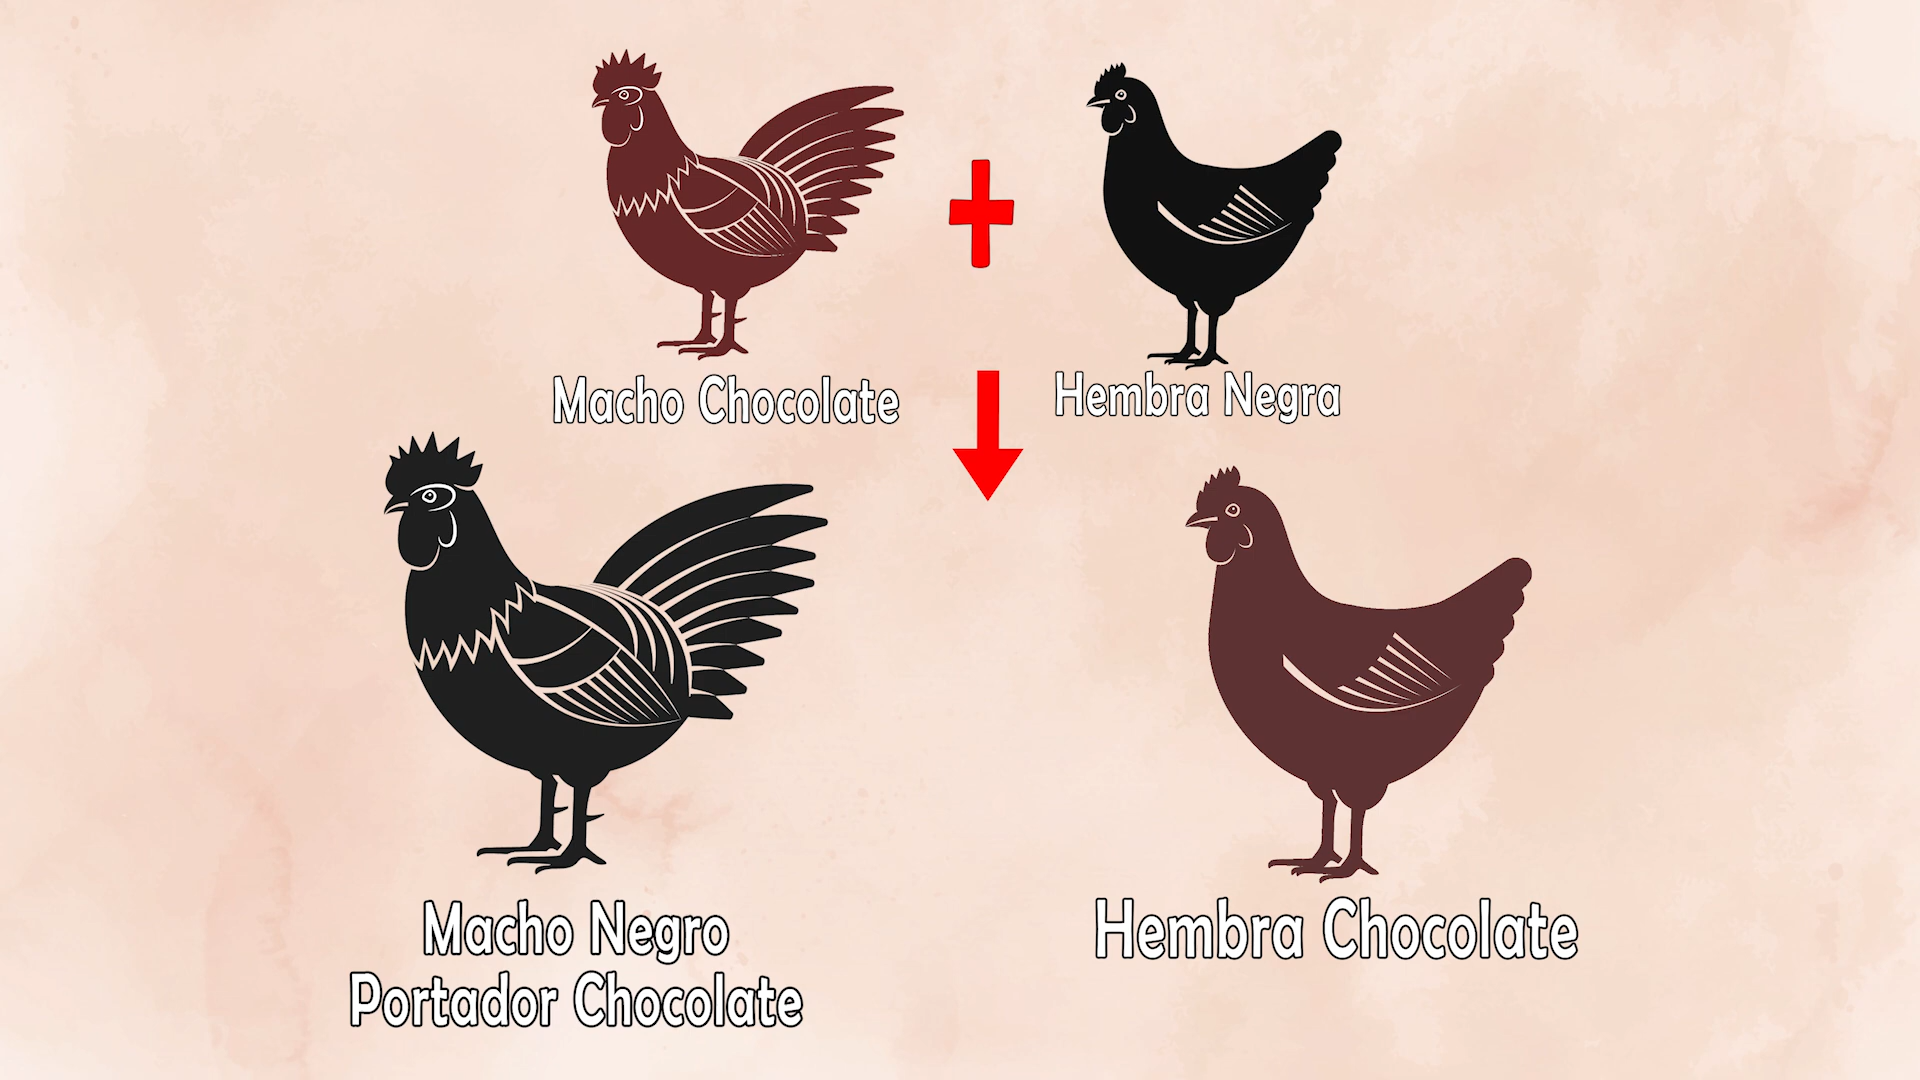 Macho Chocolate
Hembra Negra
Macho Negro
Portador Chocolate
Hembra Chocolate